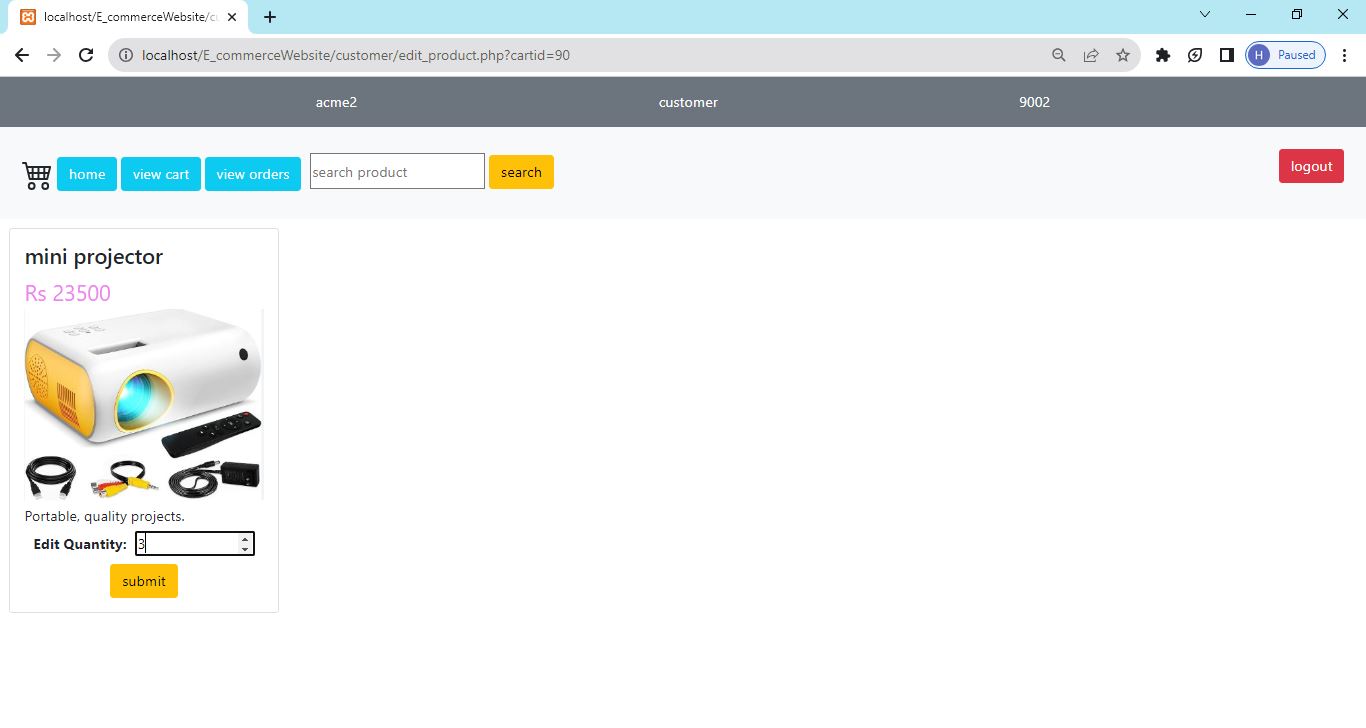 localhost/E_commerceWebsite/cu
localhost/E_commerceWebsite/customer/edit_product.php?cartid=90
H Paused
acme2 customer 9002
home view cart view orders search product search logout
mini projector
Rs 23500
Portable, quality projects.
Edit Quantity: 3
submit